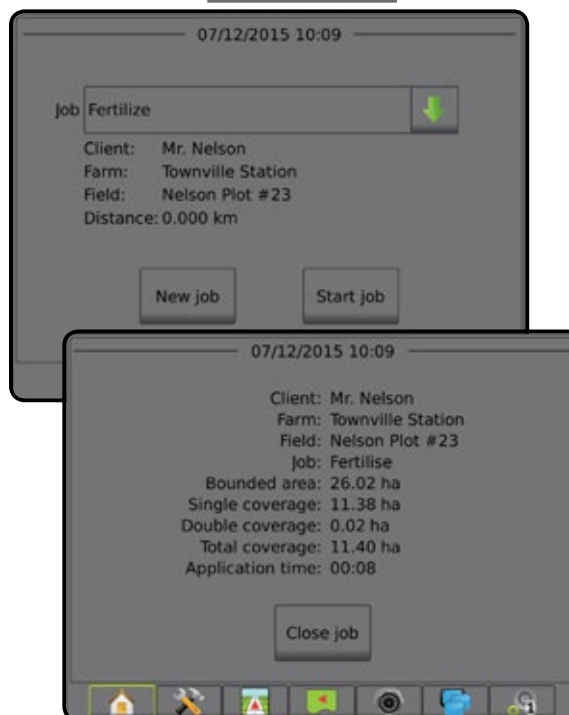 07/12/2015 10:09
Job Fertilize
Client: Mr. Nelson
Farm: Townville Station
Field: Nelson Plot #23
Distance: 0.000 km
New job Start job
07/12/2015 10:09
Client: Mr. Nelson
Farm: Townville Station
Field: Nelson Plot #23
Job: Fertilise
Bounded area: 26.02 ha
Single coverage: 11.38 ha
Double coverage: 0.02 ha
Total coverage: 11.40 ha
Application time: 00:08
Close job